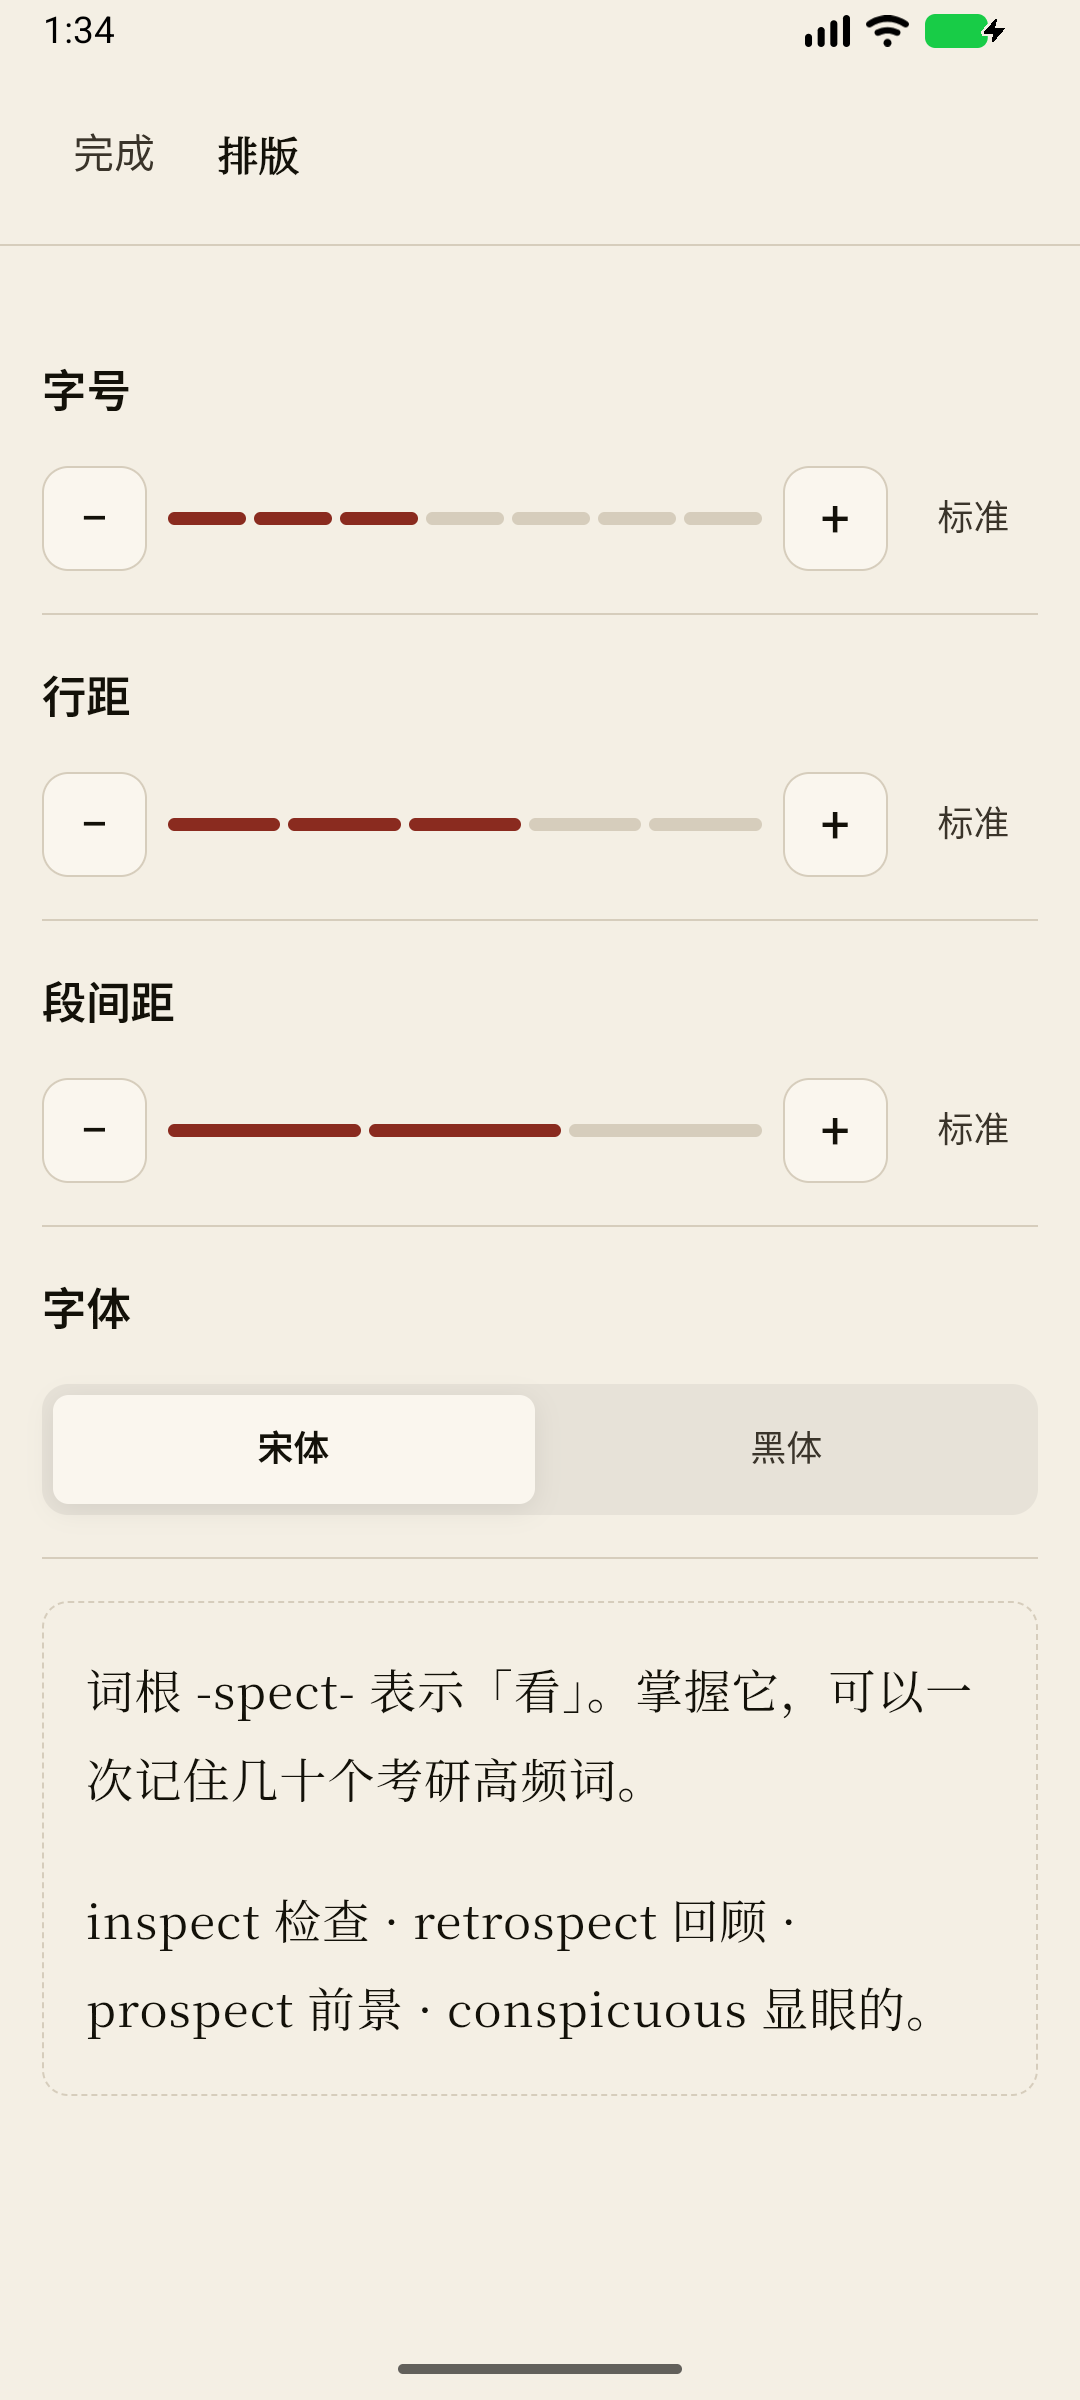 1:34
完成 排版
字号
− + 标准
行距
− + 标准
段间距
− + 标准
字体
宋体 黑体
词根 -spect- 表示「看」。掌握它，可以一
次记住几十个考研高频词。
inspect 检查 · retrospect 回顾 ·
prospect 前景 · conspicuous 显眼的。